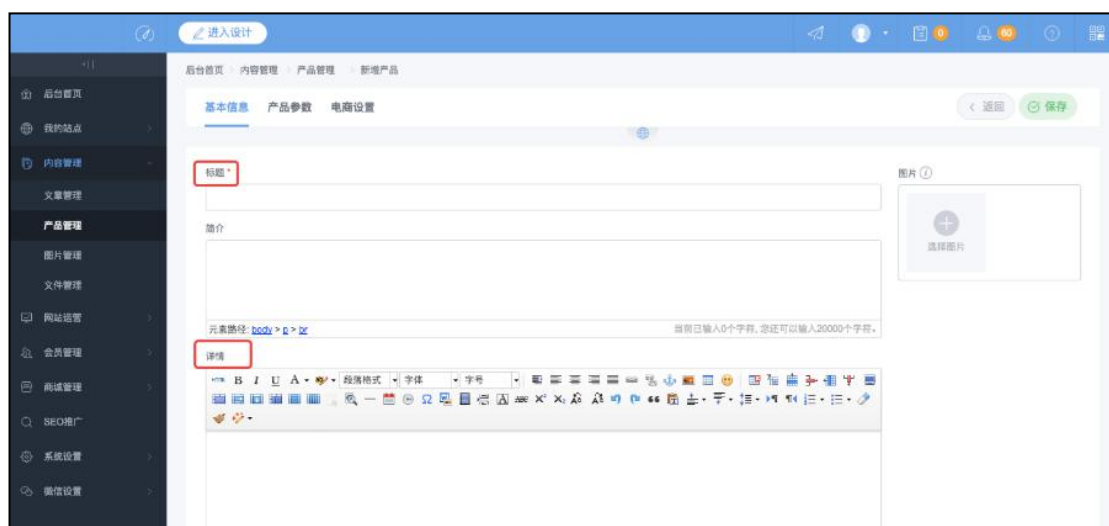 进入设计
0
60
后台首页 > 内容管理 > 产品管理 > 新增产品
后台首页
我的站点
内容管理
文章管理
产品管理
图片管理
文件管理
网站运营
会员管理
商城管理
SEO推广
系统设置
微信设置
基本信息 产品参数 电商设置
< 返回 保存
标题 *
图片
选择图片
简介
元素路径: body > p > br
当前已输入0个字符, 您还可以输入20000个字符。
详情
B I U A 段落格式 字体 字号